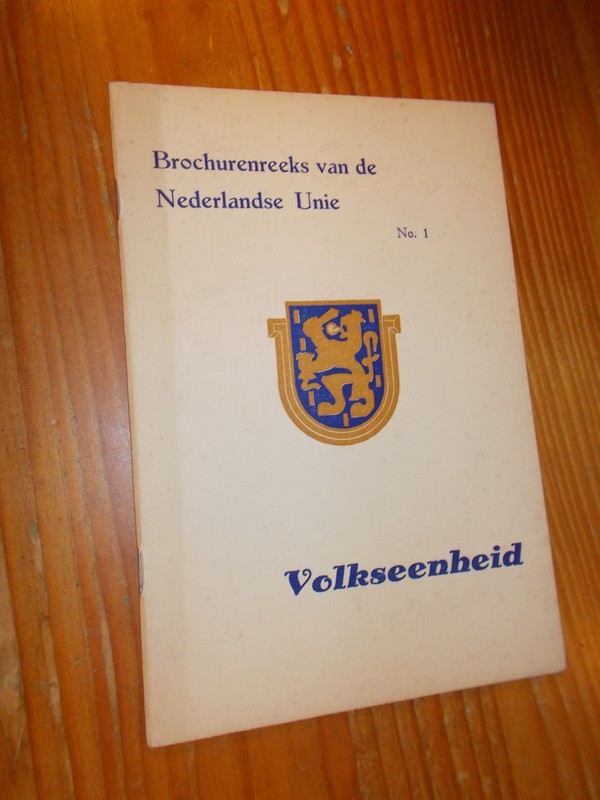 Brochurenreeks van de
Nederlandse Unie
No. 1
Volkseenheid